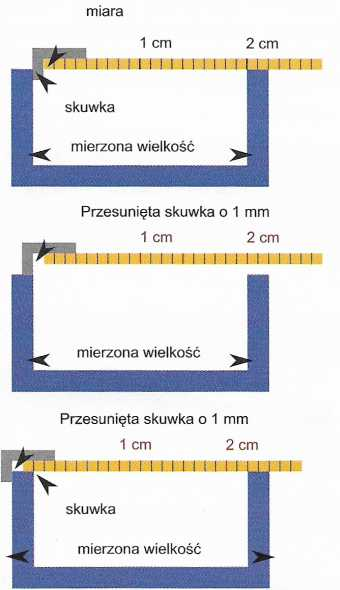 miara
1 cm 2 cm
skuwka
mierzona wielkość
Przesunięta skuwka o 1 mm
1 cm 2 cm
mierzona wielkość
Przesunięta skuwka o 1 mm
1 cm 2 cm
skuwka
mierzona wielkość